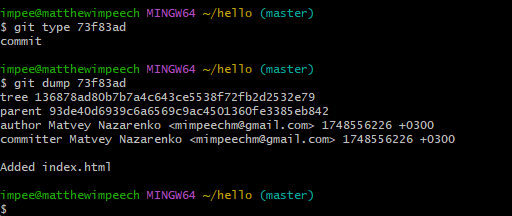 impee@matthewimpeech MINGW64 ~/hello (master)
$ git type 73f83ad
commit
impee@matthewimpeech MINGW64 ~/hello (master)
$ git dump 73f83ad
tree 136878ad80b7b7a4c643ce5538f72fb2d2532e79
parent 93de40d6939c6a6569c9ac4501360fe3385eb842
author Matvey Nazarenko <mimpeechm@gmail.com> 1748556226 +0300
committer Matvey Nazarenko <mimpeechm@gmail.com> 1748556226 +0300
Added index.html
impee@matthewimpeech MINGW64 ~/hello (master)
$